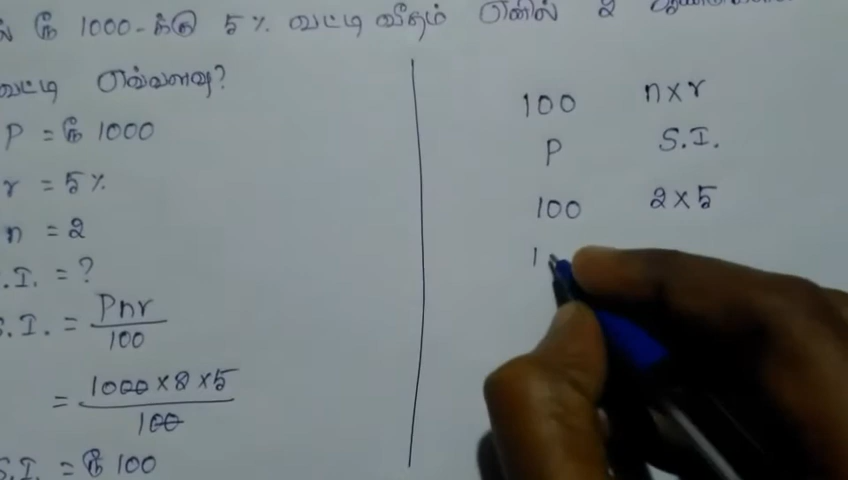 ரூ 1000-க்கு 5% வட்டி வீதம் எனில் 2
வட்டி எவ்வளவு?
P = ரூ 1000
r = 5%
n = 2
S.I. = ?
S.I. = Pnr
100
= 1000 × 2 × 5
100
S.I. = ரூ 100
100 n×r
P S.I.
100 2×5
1